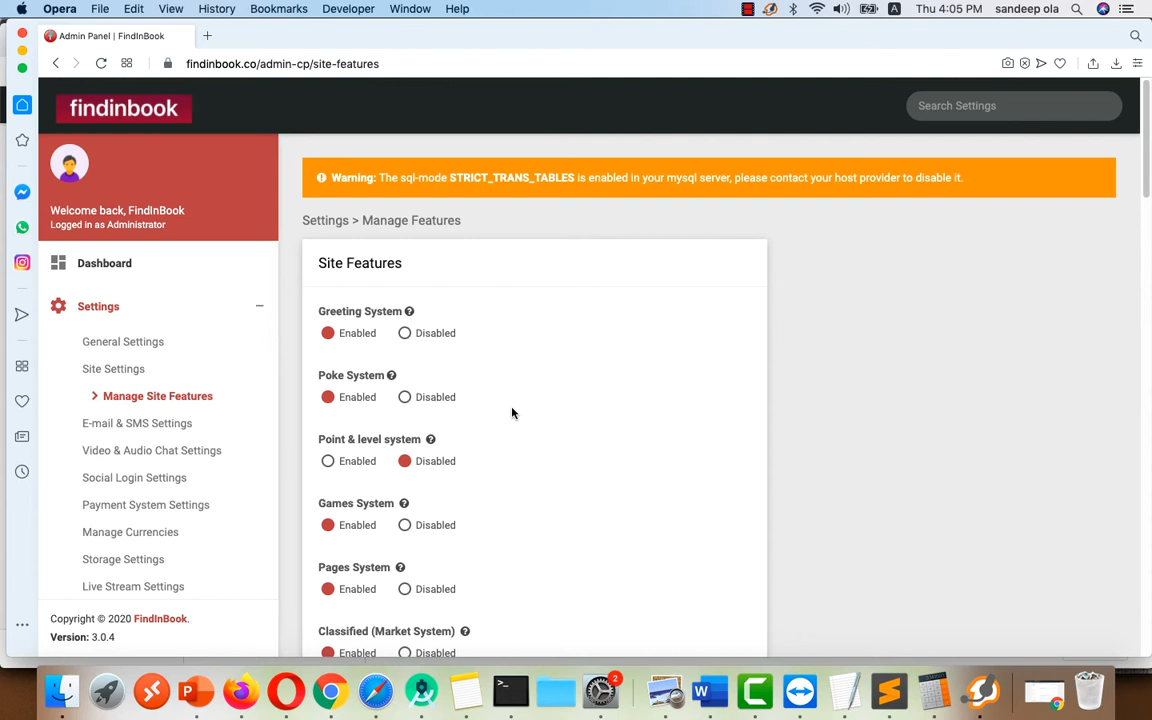 Opera File Edit View History Bookmarks Developer Window Help A Thu 4:05 PM sandeep ola
Admin Panel | FindInBook
findinbook.co/admin-cp/site-features
findinbook
Search Settings
Welcome back, FindInBook
Logged in as Administrator
Warning: The sql-mode STRICT_TRANS_TABLES is enabled in your mysql server, please contact your host provider to disable it.
Settings > Manage Features
Dashboard
Settings
General Settings
Site Settings
Manage Site Features
E-mail & SMS Settings
Video & Audio Chat Settings
Social Login Settings
Payment System Settings
Manage Currencies
Storage Settings
Live Stream Settings
Copyright © 2020 FindInBook.
Version: 3.0.4
Site Features
Greeting System
Enabled Disabled
Poke System
Enabled Disabled
Point & level system
Enabled Disabled
Games System
Enabled Disabled
Pages System
Enabled Disabled
Classified (Market System)
Enabled Disabled
2